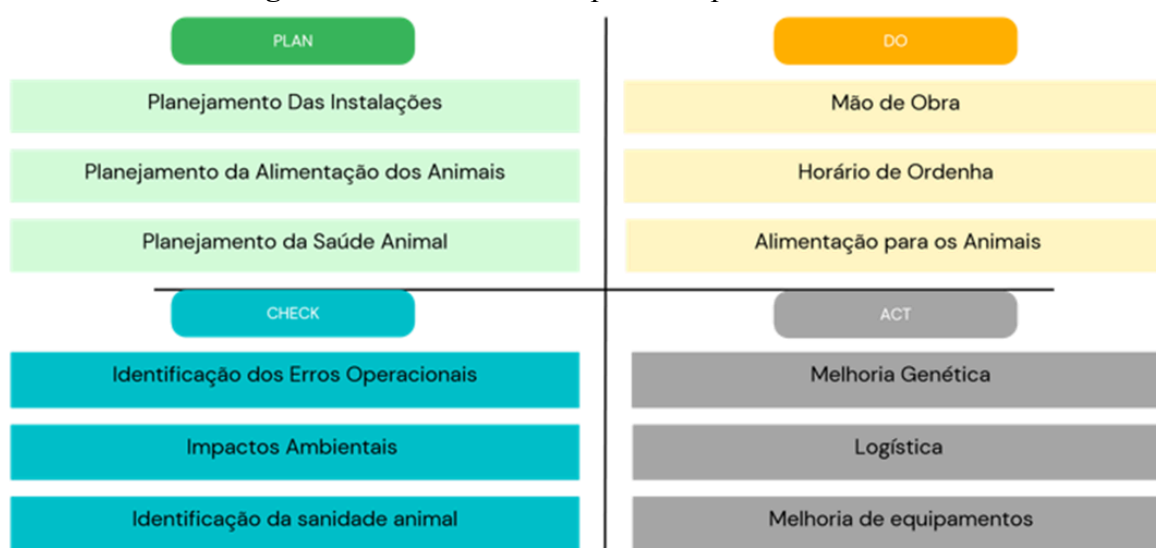 PLAN
Planejamento Das Instalações
Planejamento da Alimentação dos Animais
Planejamento da Saúde Animal
DO
Mão de Obra
Horário de Ordenha
Alimentação para os Animais
CHECK
Identificação dos Erros Operacionais
Impactos Ambientais
Identificação da sanidade animal
ACT
Melhoria Genética
Logística
Melhoria de equipamentos